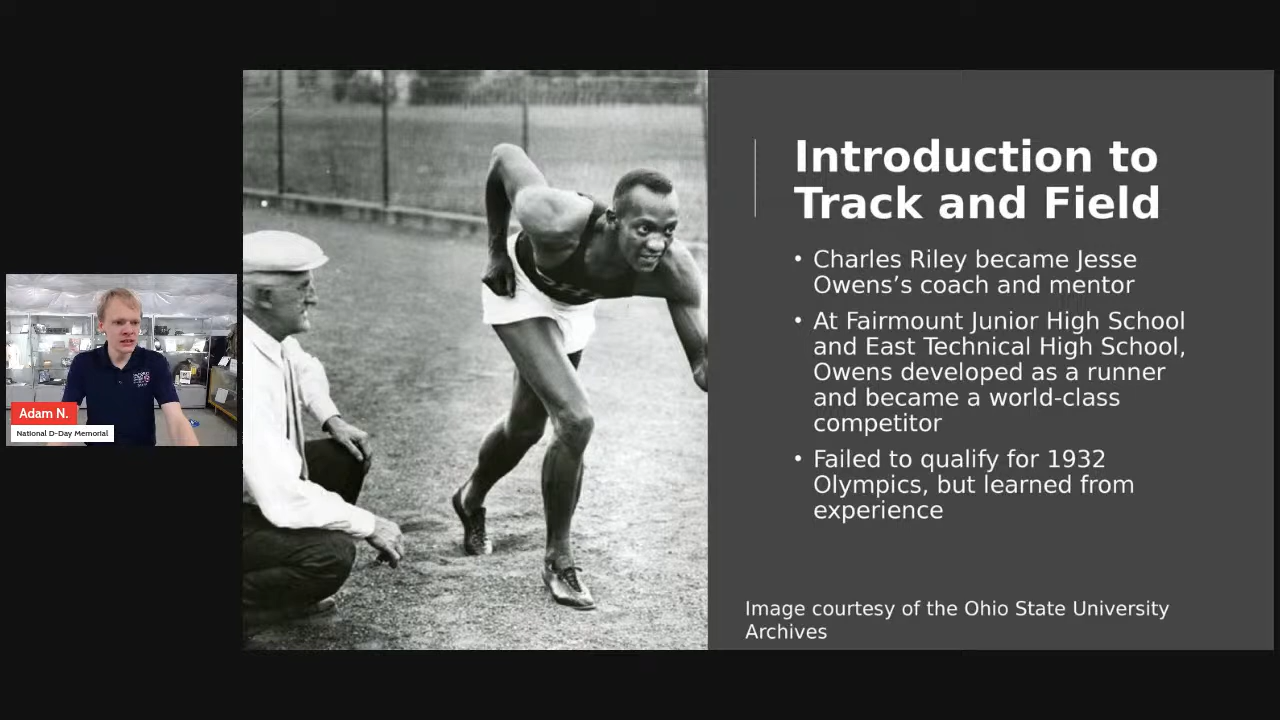 Introduction to
Track and Field
• Charles Riley became Jesse
Owens’s coach and mentor
• At Fairmount Junior High School
and East Technical High School,
Owens developed as a runner
and became a world-class
competitor
• Failed to qualify for 1932
Olympics, but learned from
experience
Image courtesy of the Ohio State University
Archives
Adam N.
National D-Day Memorial